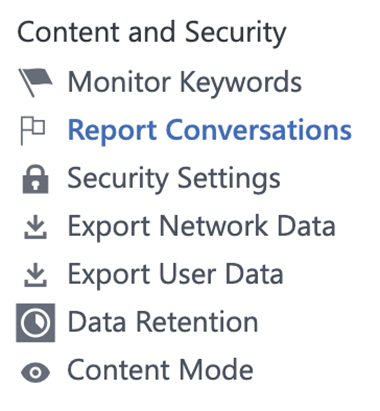 Content and Security
Monitor Keywords
Report Conversations
Security Settings
Export Network Data
Export User Data
Data Retention
Content Mode